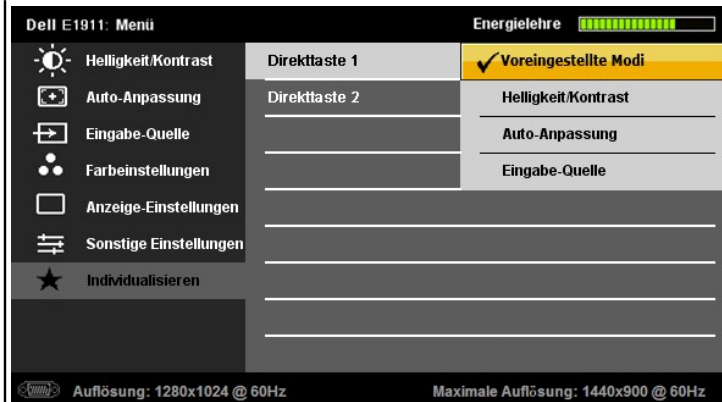 Dell E1911: Menü Energielehre
Helligkeit/Kontrast Direkttaste 1 Voreingestellte Modi
Auto-Anpassung Direkttaste 2 Helligkeit/Kontrast
Eingabe-Quelle Auto-Anpassung
Farbeinstellungen Eingabe-Quelle
Anzeige-Einstellungen
Sonstige Einstellungen
Individualisieren
Auflösung: 1280x1024 @ 60Hz Maximale Auflösung: 1440x900 @ 60Hz